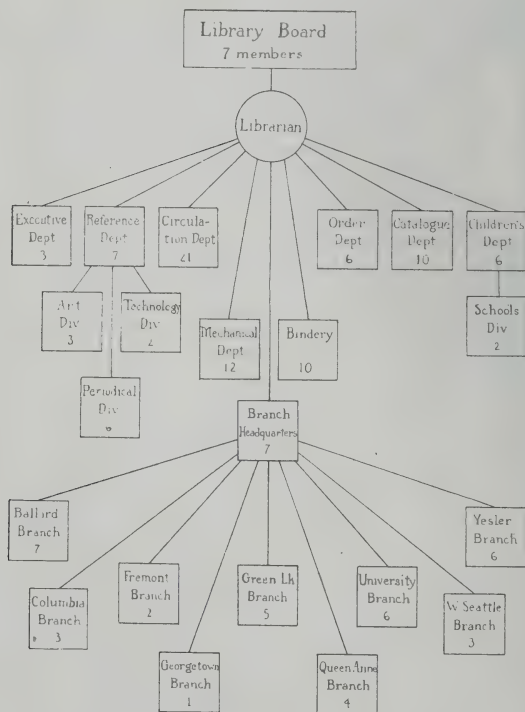 Library Board
7 members
Librarian
Executive
Dept
3
Reference
Dept
7
Circula-
tion Dept
21
Order
Dept
6
Catalogue
Dept
10
Children's
Dept
6
Art
Div
3
Technology
Div
2
Periodical
Div
Mechanical
Dept
12
Bindery
10
Schools
Div
2
Branch
Headquarters
7
Ballard
Branch
7
Columbia
Branch
3
Fremont
Branch
2
Georgetown
Branch
1
Green Lk
Branch
5
Queen Anne
Branch
4
University
Branch
6
W Seattle
Branch
3
Yesler
Branch
6